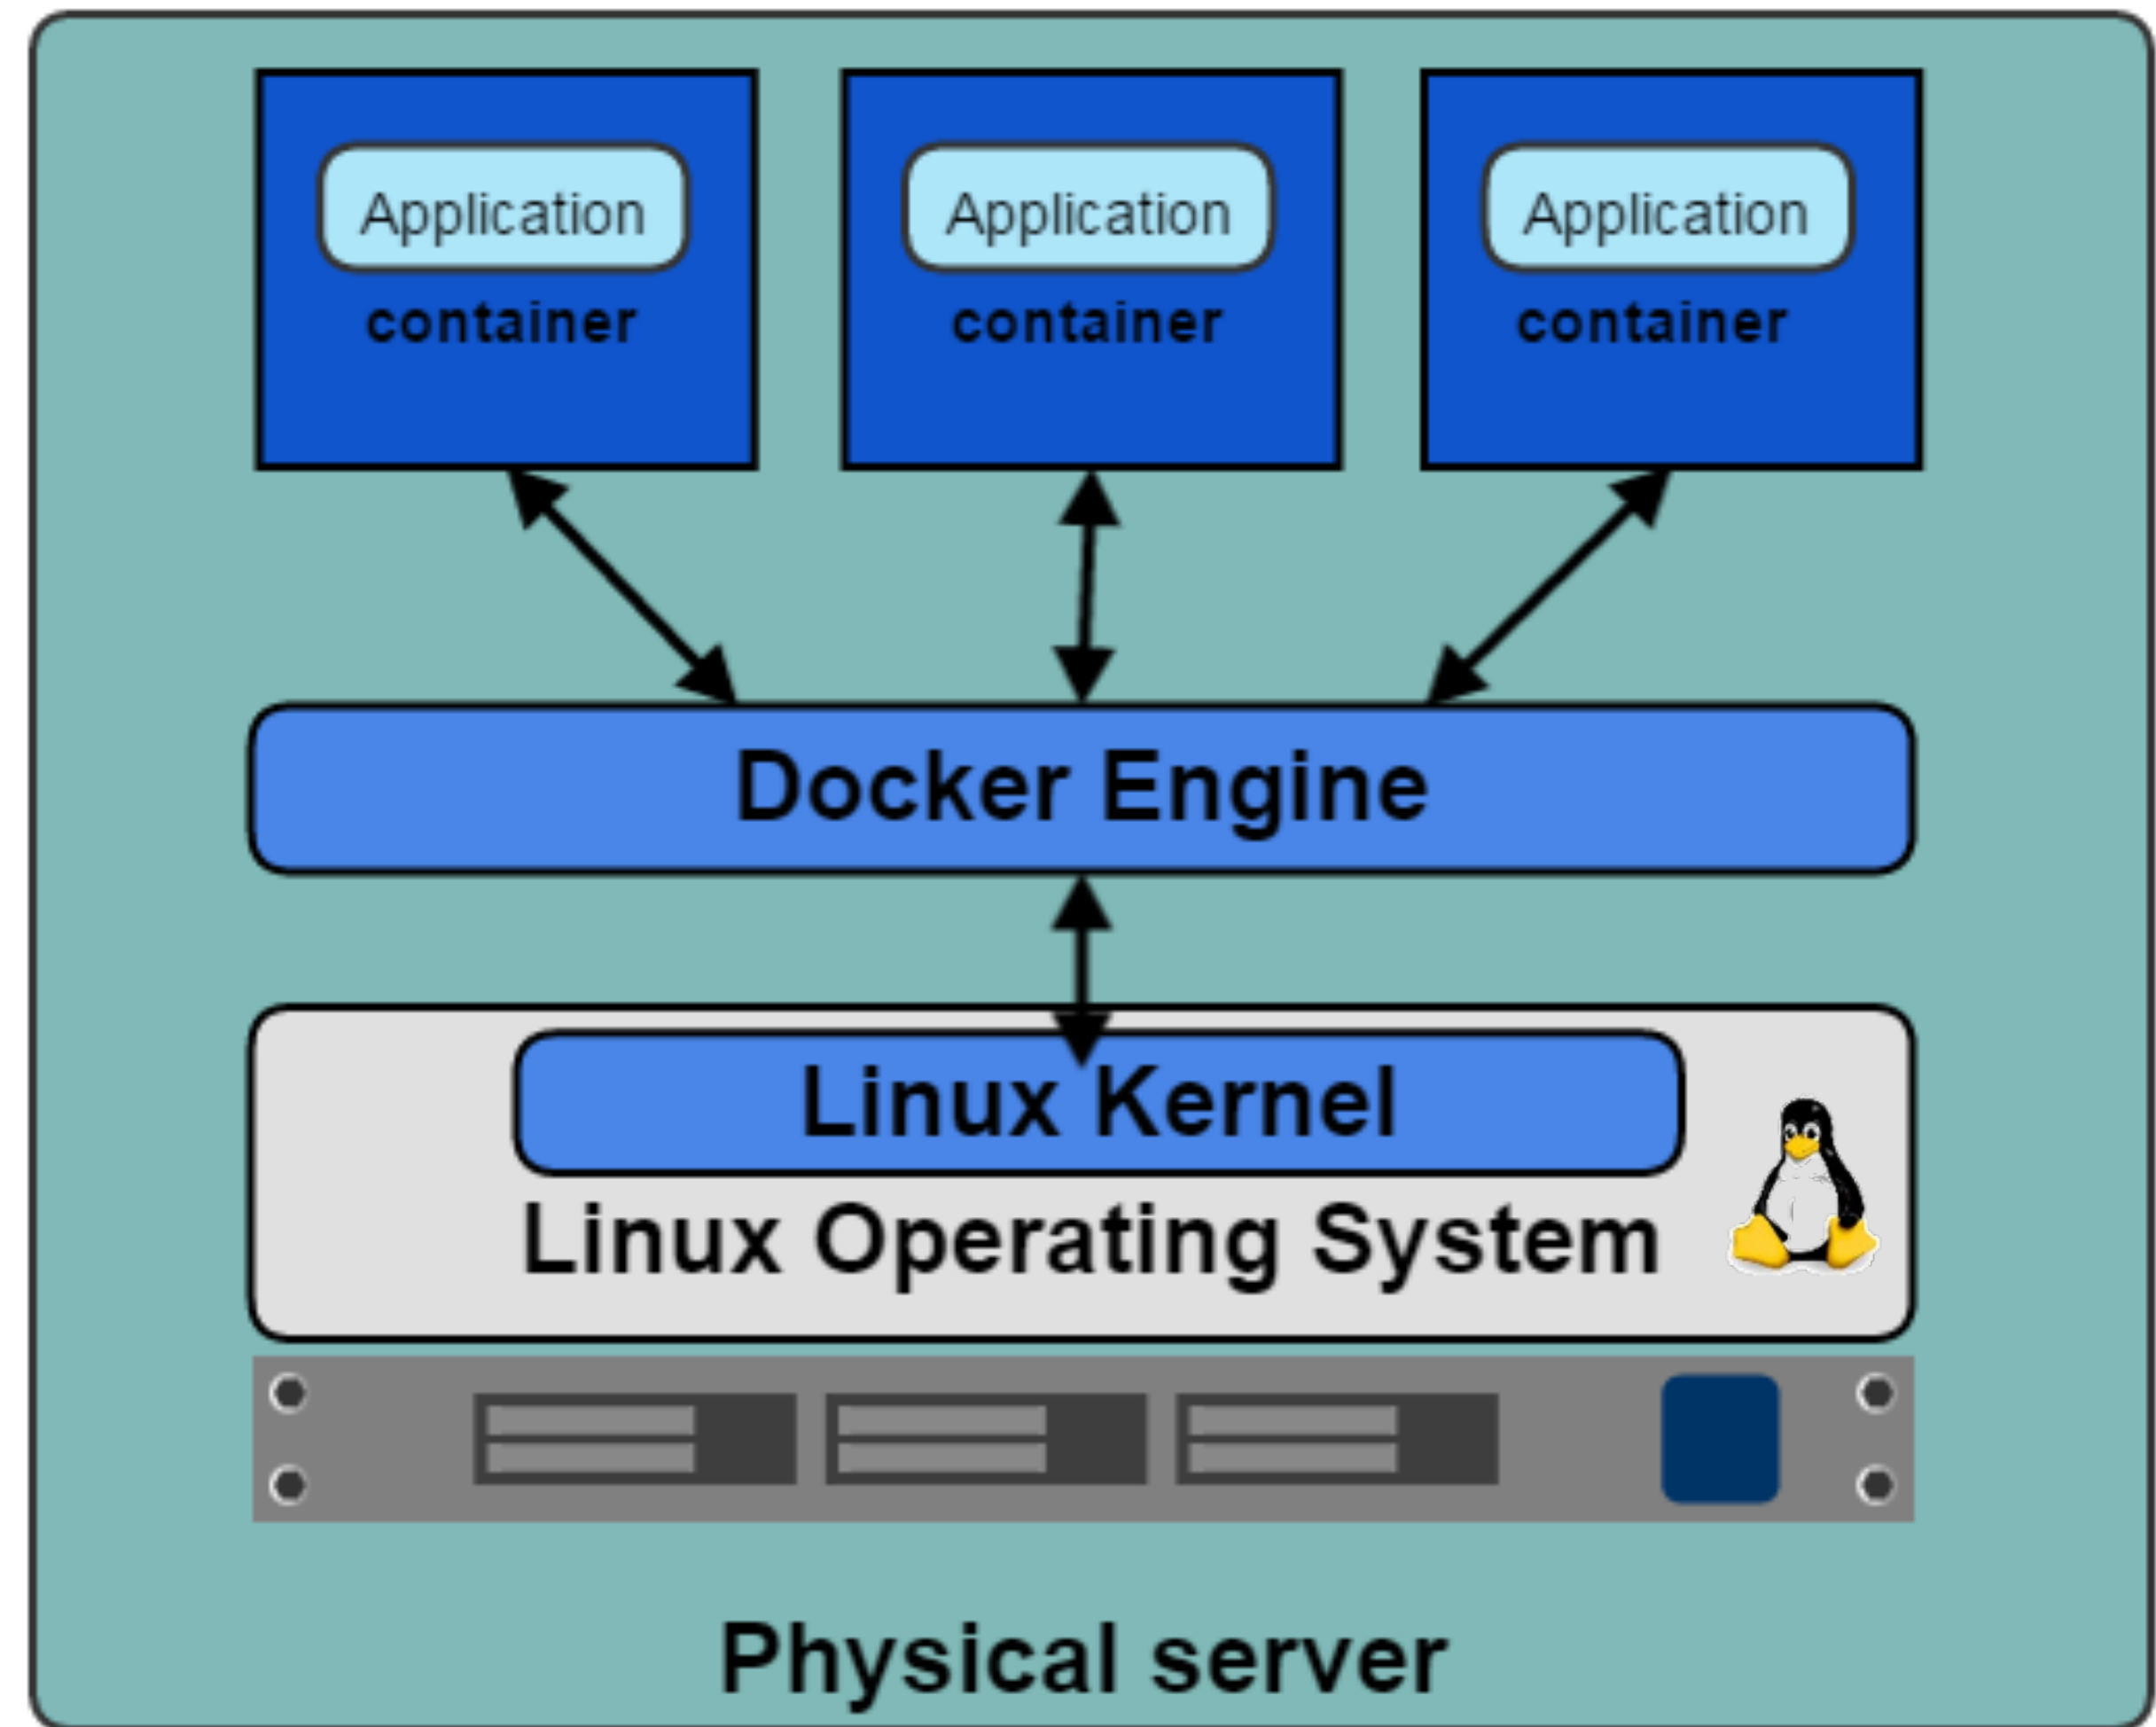 Application Application Application
container container container
Docker Engine
Linux Kernel
Linux Operating System
Physical server